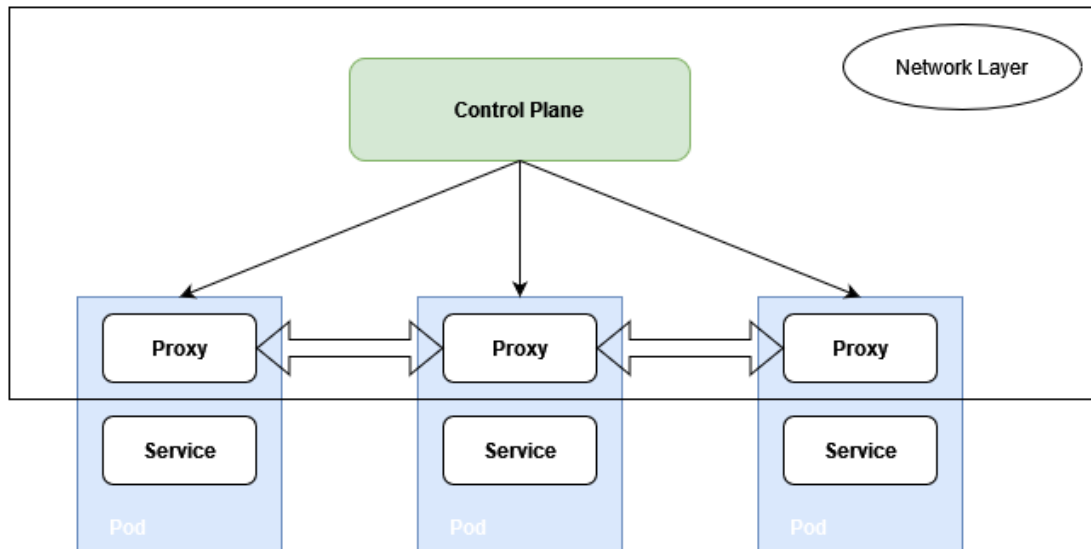 Network Layer
Control Plane
Proxy
Proxy
Proxy
Service
Service
Service
Pod
Pod
Pod